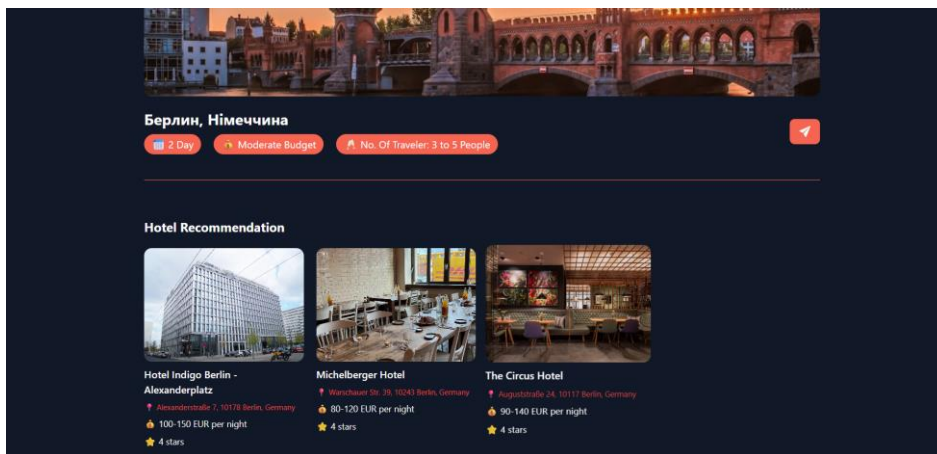 Берлин, Німеччина
2 Day
Moderate Budget
No. Of Traveler: 3 to 5 People
Hotel Recommendation
Hotel Indigo Berlin -
Alexanderplatz
Alexanderstraße 7, 10178 Berlin, Germany
100-150 EUR per night
4 stars
Michelberger Hotel
Warschauer Str. 39, 10243 Berlin, Germany
80-120 EUR per night
4 stars
The Circus Hotel
Auguststraße 24, 10117 Berlin, Germany
90-140 EUR per night
4 stars